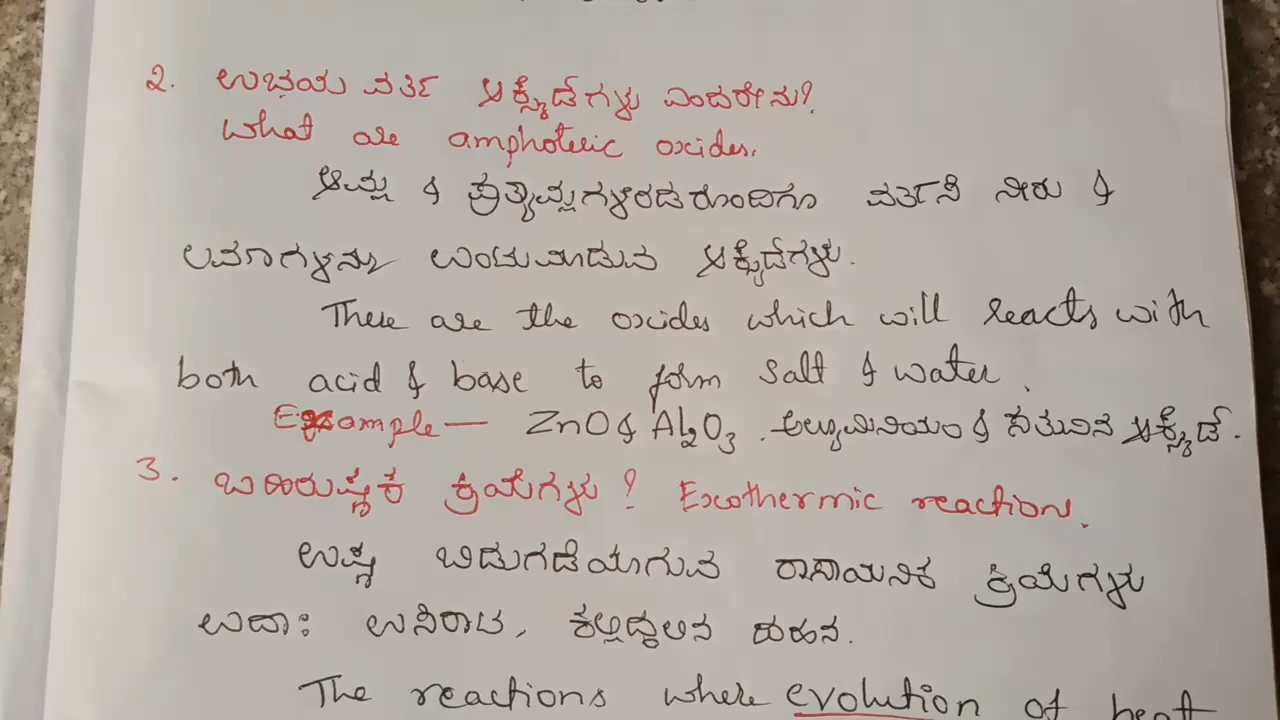 2. ಉಭಯ ವರ್ತಿ ಆಕ್ಸೈಡ್‌ಗಳು ಎಂದರೇನು?
What are amphoteric oxides.
ಆಮ್ಲ & ಪ್ರತ್ಯಾಮ್ಲಗಳೆರಡರೊಂದಿಗೂ ವರ್ತಿಸಿ ನೀರು &
ಲವಣಗಳನ್ನು ಉಂಟುಮಾಡುವ ಆಕ್ಸೈಡ್‌ಗಳು.
These are the oxides which will reacts with
both acid & base to form salt & water.
Example — ZnO & Al₂O₃. ಅಲ್ಯುಮಿನಿಯಂ & ಸತುವಿನ ಆಕ್ಸೈಡ್.
3. ಬಹಿರುಷ್ಣಕ ಕ್ರಿಯೆಗಳು? Exothermic reaction.
ಉಷ್ಣ ಬಿಡುಗಡೆಯಾಗುವ ರಾಸಾಯನಿಕ ಕ್ರಿಯೆಗಳು
ಉದಾ: ಉಸಿರಾಟ, ಕಲ್ಲಿದ್ದಲಿನ ದಹನ.
The reactions where evolution of heat